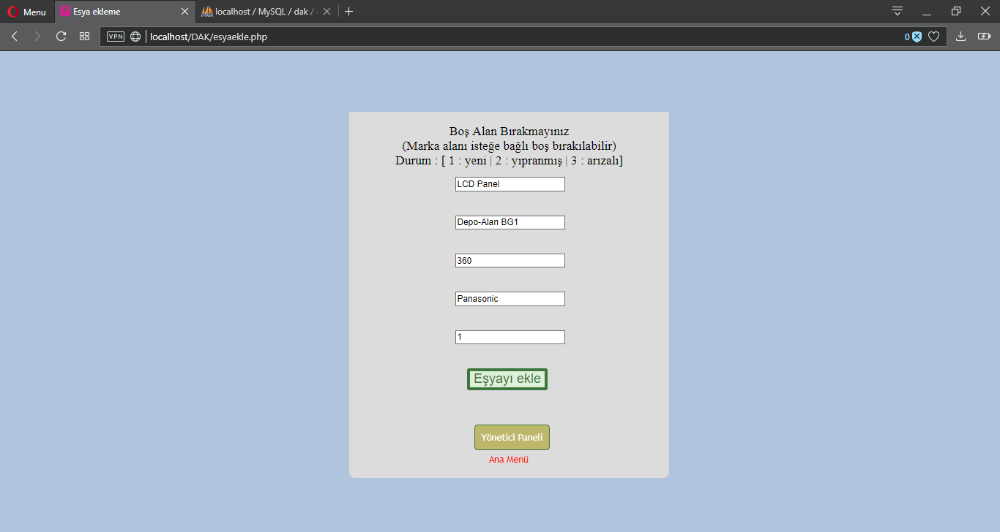 Menu
Esya ekleme
localhost / MySQL / dak /
VPN
localhost/DAK/esyaekle.php
0
Boş Alan Bırakmayınız
(Marka alanı isteğe bağlı boş bırakılabilir)
Durum : [ 1 : yeni | 2 : yıpranmış | 3 : arızalı]
LCD Panel
Depo-Alan BG1
360
Panasonic
1
Eşyayı ekle
Yönetici Paneli
Ana Menü